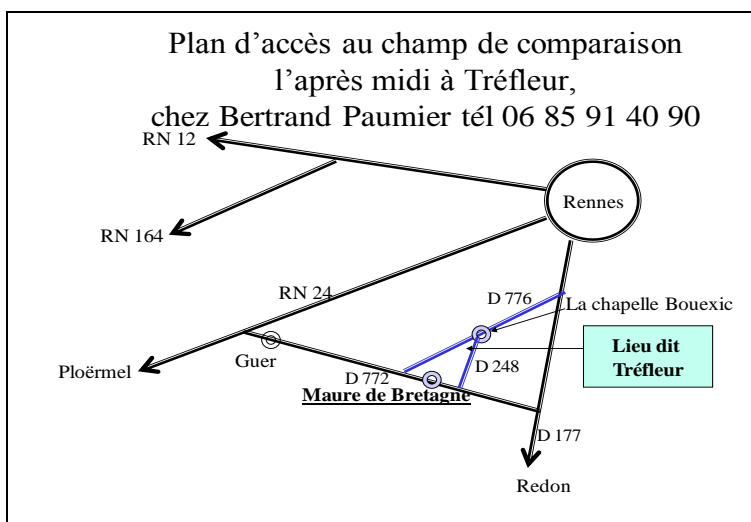 Plan d'accès au champ de comparaison
l'après midi à Tréfleur,
chez Bertrand Paumier tél 06 85 91 40 90
RN 12
Rennes
RN 164
RN 24
D 776
La chapelle Bouexic
Lieu dit
Tréfleur
Guer
D 248
Ploërmel
D 772
Maure de Bretagne
D 177
Redon